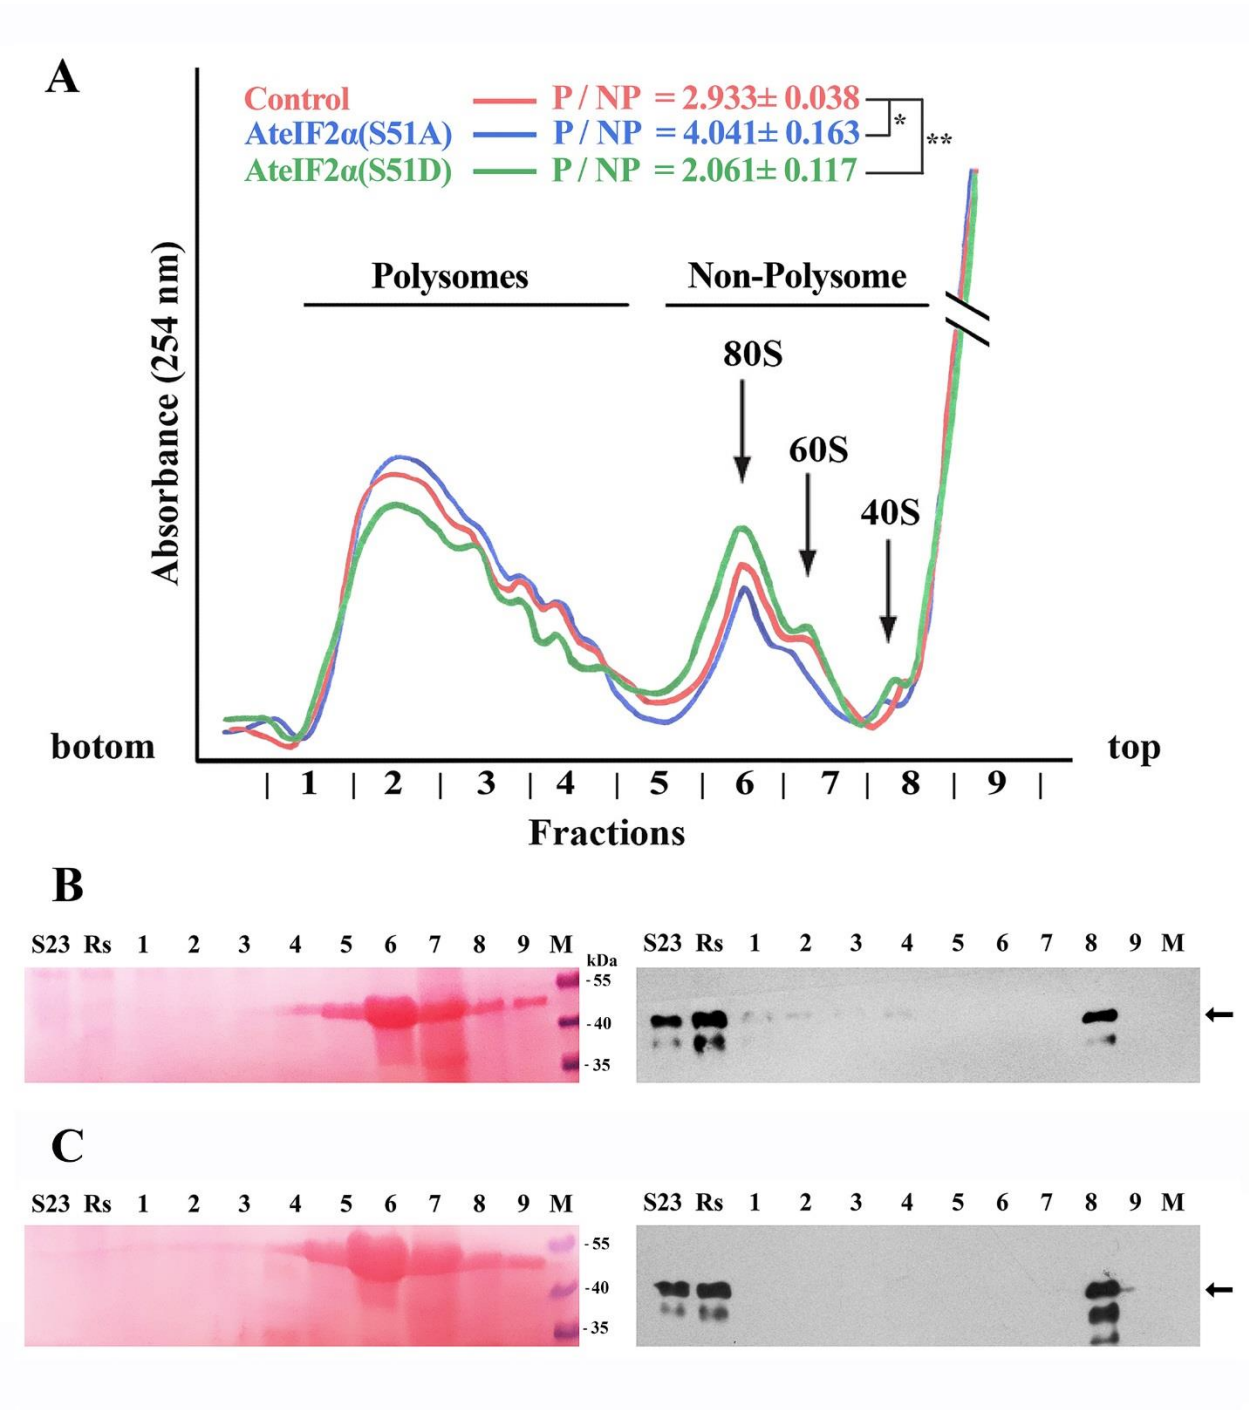 A
Control P / NP = 2.933± 0.038
AteIF2α(S51A) P / NP = 4.041± 0.163
AteIF2α(S51D) P / NP = 2.061± 0.117
*
**
Polysomes
Non-Polysome
80S
60S
40S
Absorbance (254 nm)
botom
top
| 1 | 2 | 3 | 4 | 5 | 6 | 7 | 8 | 9 |
Fractions
B
S23 Rs 1 2 3 4 5 6 7 8 9 M
kDa
-55
-40
-35
S23 Rs 1 2 3 4 5 6 7 8 9 M
C
S23 Rs 1 2 3 4 5 6 7 8 9 M
-55
-40
-35
S23 Rs 1 2 3 4 5 6 7 8 9 M